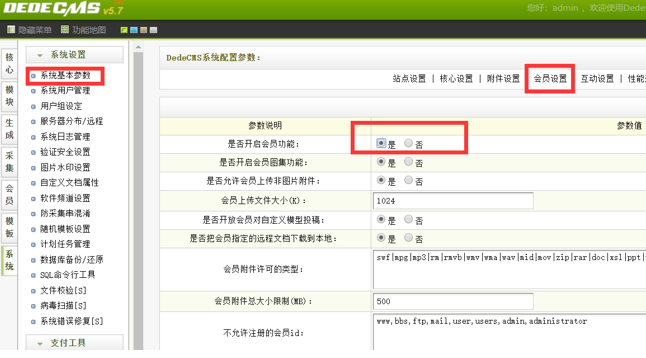 DEDECMS v5.7
您好：admin ，欢迎使用Dede
隐藏菜单 功能地图
核心
模块
生成
采集
会员
模板
系统
系统设置
系统基本参数
系统用户管理
用户组设定
服务器分布/远程
系统日志管理
验证安全设置
图片水印设置
自定义文档属性
软件频道设置
防采集串混淆
随机模板设置
计划任务管理
数据库备份/还原
SQL命令行工具
文件校验[S]
病毒扫描[S]
系统错误修复[S]
支付工具
DedeCMS系统配置参数：
站点设置 | 核心设置 | 附件设置 | 会员设置 | 互动设置 |
参数说明 参数值
是否开启会员功能： 是 否
是否开启会员图集功能： 是 否
是否允许会员上传非图片附件： 是 否
会员上传文件大小(K)： 1024
是否开放会员对自定义模型投稿： 是 否
是否把会员指定的远程文档下载到本地： 是 否
会员附件许可的类型： swf|mpg|mp3|rm|rmvb|wmv|wma|wav|mid|mov|zip|rar|doc|xsl|ppt|
会员附件总大小限制(MB)： 500
不允许注册的会员id： www,bbs,ftp,mail,user,users,admin,administrator